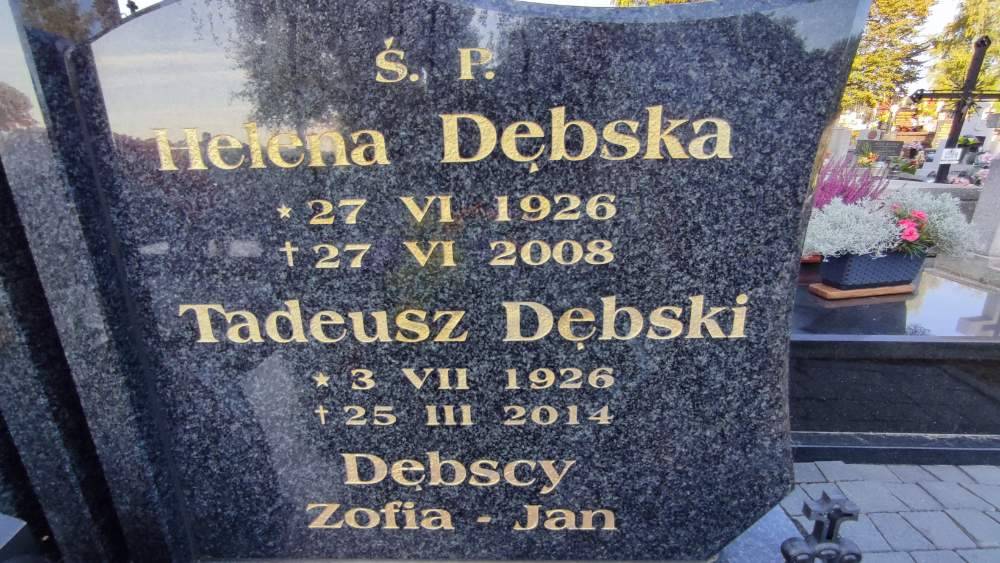 Ś. P.
Helena Dębska
* 27 VI 1926
† 27 VI 2008
Tadeusz Dębski
* 3 VII 1926
† 25 III 2014
Dębscy
Zofia - Jan